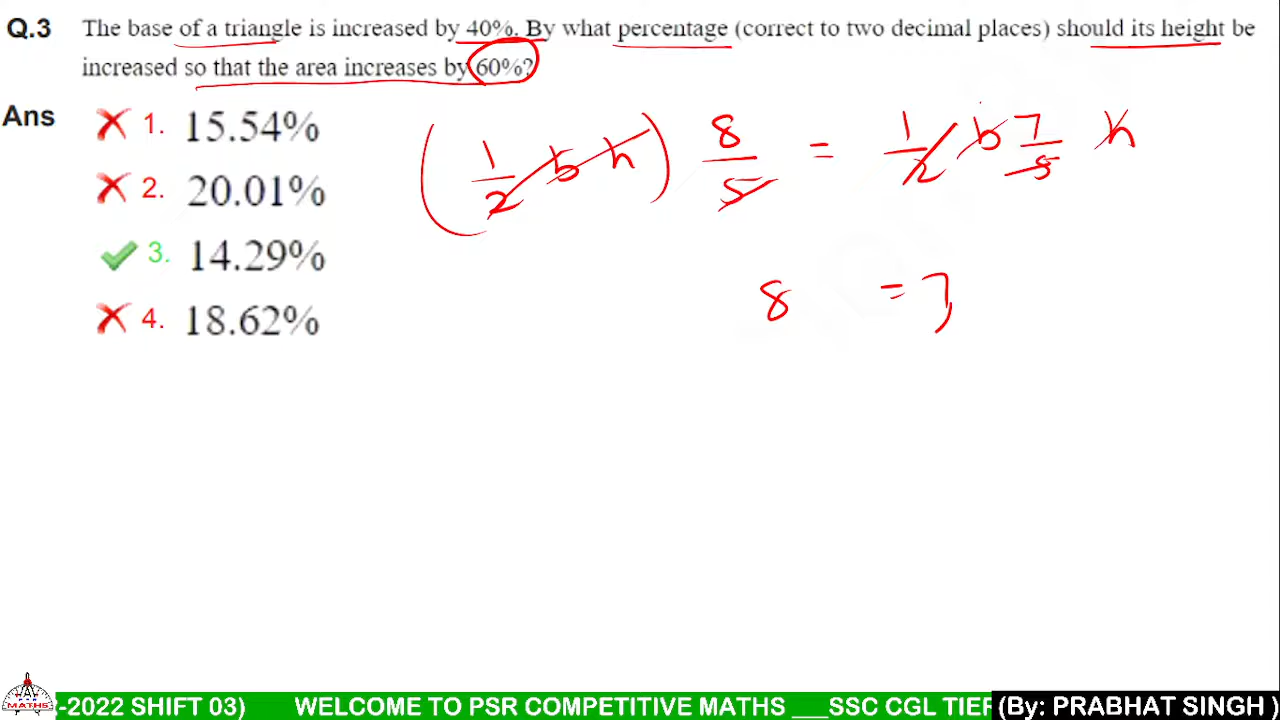 Q.3 The base of a triangle is increased by 40%. By what percentage (correct to two decimal places) should its height be
increased so that the area increases by 60%?
Ans 1. 15.54%
2. 20.01%
3. 14.29%
4. 18.62%
(1/2 b h) 8/5 = 1/2 b 7/5 h
8 = 7
MATHS
-2022 SHIFT 03) WELCOME TO PSR COMPETITIVE MATHS ___SSC CGL TIER (By: PRABHAT SINGH )